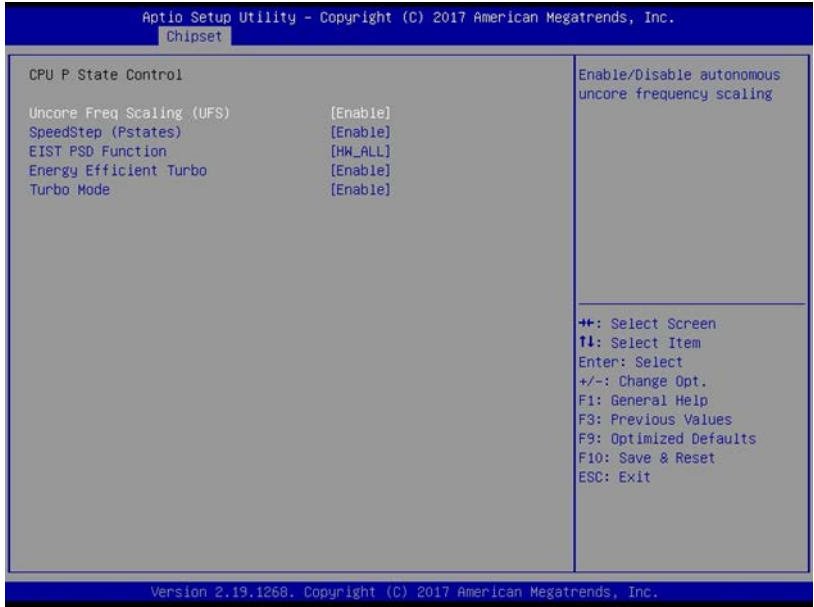 Aptio Setup Utility – Copyright (C) 2017 American Megatrends, Inc.
Chipset
CPU P State Control
Uncore Freq Scaling (UFS) [Enable]
SpeedStep (Pstates) [Enable]
EIST PSD Function [HW_ALL]
Energy Efficient Turbo [Enable]
Turbo Mode [Enable]
Enable/Disable autonomous
uncore frequency scaling
→←: Select Screen
↑↓: Select Item
Enter: Select
+/-: Change Opt.
F1: General Help
F3: Previous Values
F9: Optimized Defaults
F10: Save & Reset
ESC: Exit
Version 2.19.1268. Copyright (C) 2017 American Megatrends, Inc.